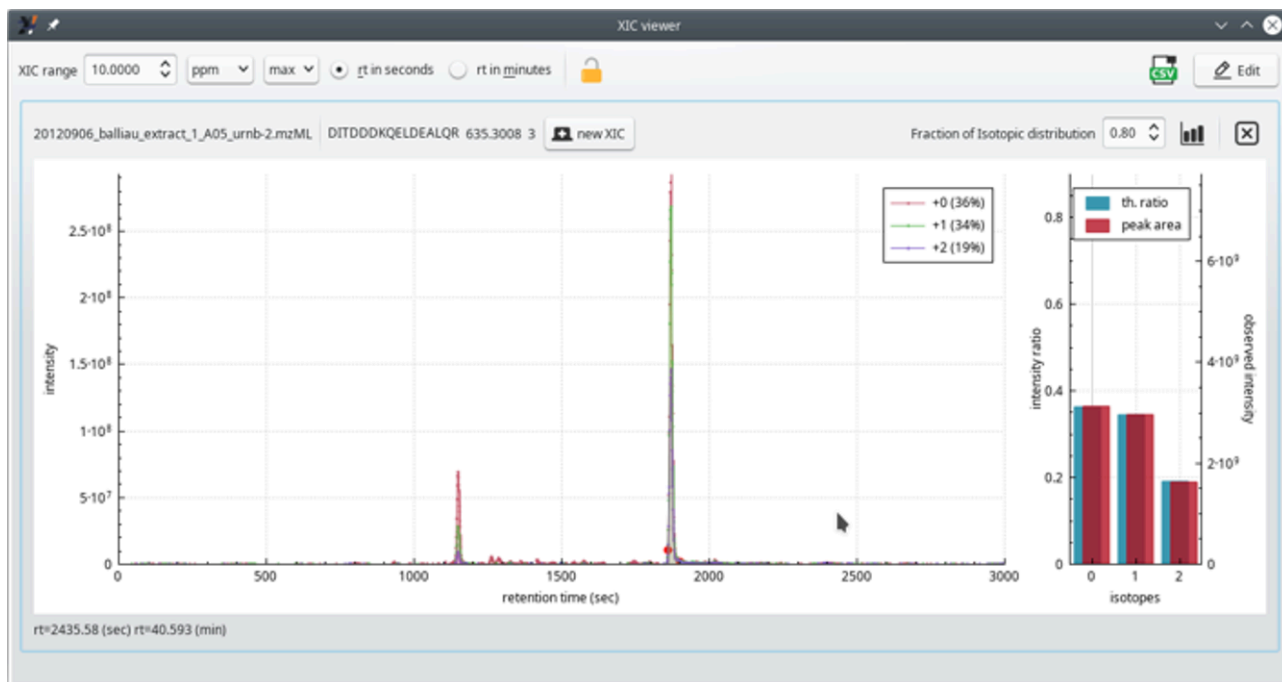 XIC viewer
XIC range 10.0000 ppm max rt in seconds rt in minutes CSV Edit
20120906_balliau_extract_1_A05_urnb-2.mzML DITDDDKQELDEALQR 635.3008 3 new XIC Fraction of Isotopic distribution 0.80
+0 (36%)
+1 (34%)
+2 (19%)
2.5·10⁸
2·10⁸
1.5·10⁸
1·10⁸
5·10⁷
0
intensity
0 500 1000 1500 2000 2500 3000
retention time (sec)
th. ratio
peak area
0.8
0.6
0.4
0.2
0
intensity ratio
6·10⁹
4·10⁹
2·10⁹
0
observed intensity
0 1 2
isotopes
rt=2435.58 (sec) rt=40.593 (min)